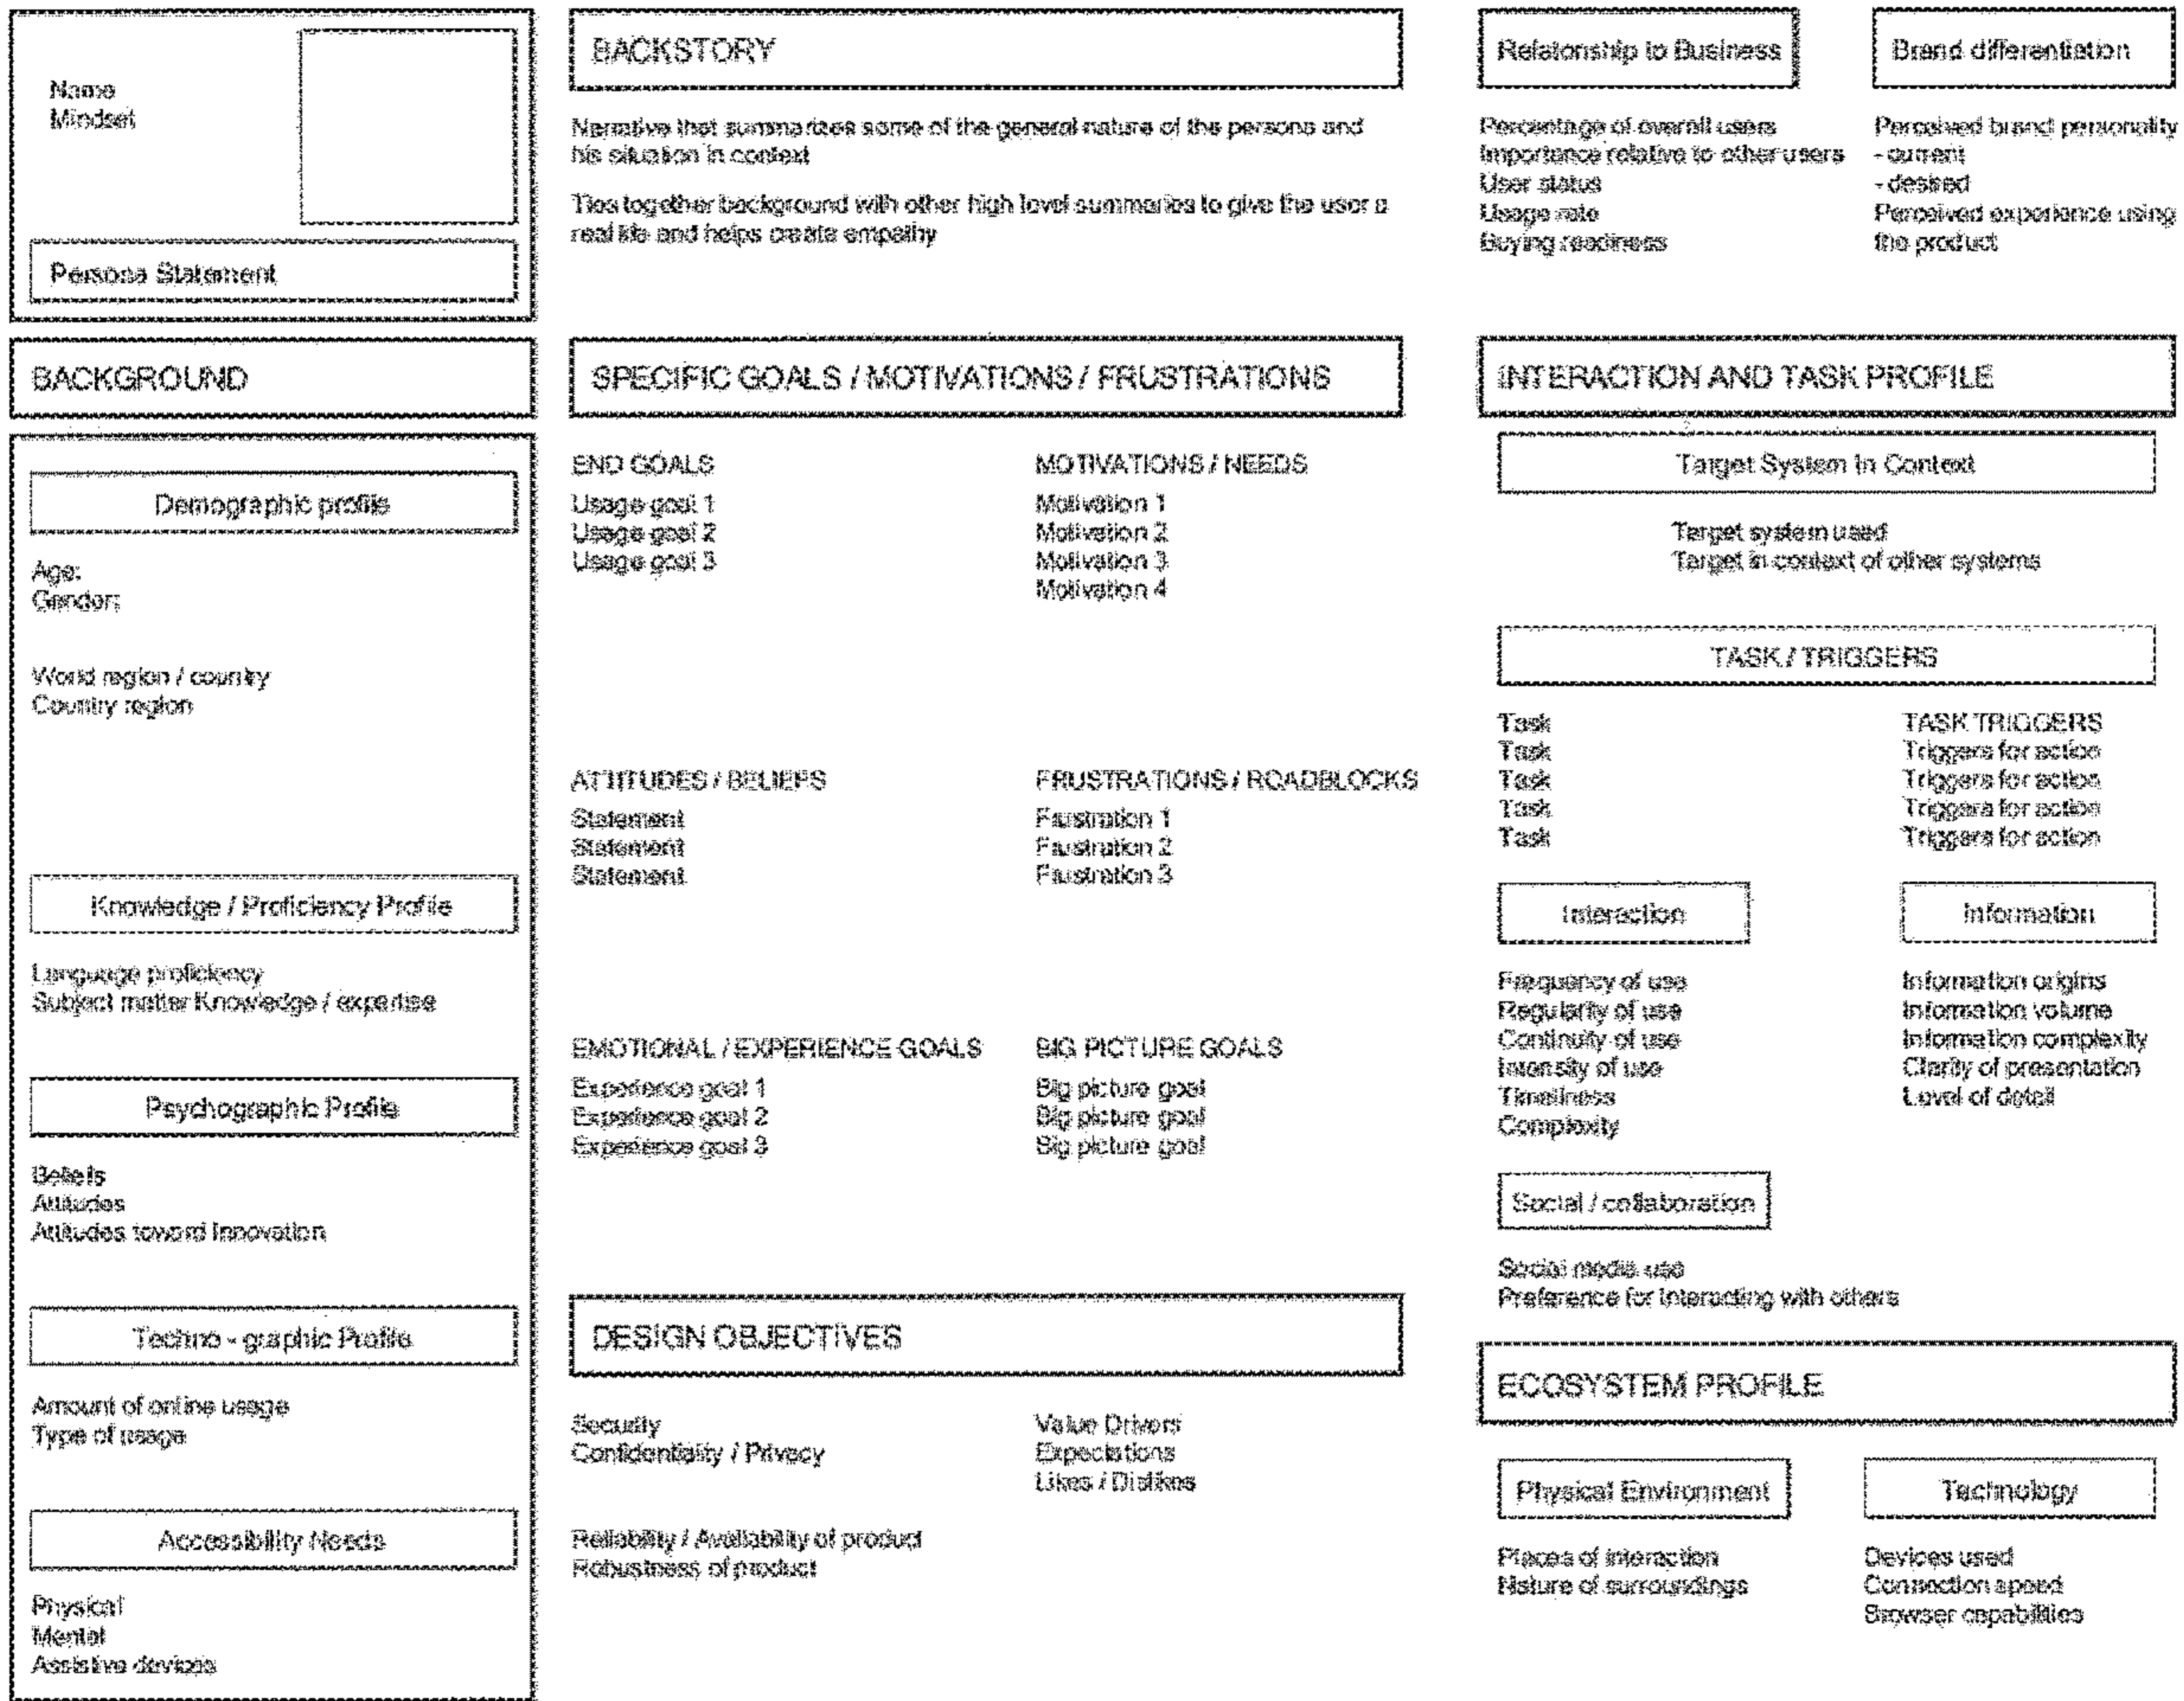 Name
Mindset
Persona Statement
BACKGROUND
Demographic profile
Age:
Gender:
World region / country
Country region
Knowledge / Proficiency Profile
Language proficiency
Subject matter Knowledge / expertise
Psychographic Profile
Beliefs
Attitudes
Attitudes toward Innovation
Techno - graphic Profile
Amount of online usage
Type of usage
Accessibility Needs
Physical
Mental
Assistive devices
BACKSTORY
Narrative that summarizes some of the general nature of the persona and
his situation in context
Ties together background with other high level summaries to give the user a
real life and helps create empathy
SPECIFIC GOALS / MOTIVATIONS / FRUSTRATIONS
END GOALS
Usage goal 1
Usage goal 2
Usage goal 3
MOTIVATIONS / NEEDS
Motivation 1
Motivation 2
Motivation 3
Motivation 4
ATTITUDES / BELIEFS
Statement
Statement
Statement
FRUSTRATIONS / ROADBLOCKS
Frustration 1
Frustration 2
Frustration 3
EMOTIONAL / EXPERIENCE GOALS
Experience goal 1
Experience goal 2
Experience goal 3
BIG PICTURE GOALS
Big picture goal
Big picture goal
Big picture goal
DESIGN OBJECTIVES
Security
Confidentiality / Privacy
Value Drivers
Expectations
Likes / Dislikes
Reliability / Availability of product
Robustness of product
Relatonship to Business
Percentage of overall users
Importance relative to other users
User status
Usage rate
Buying readiness
Brand differentiation
Perceived brand personality
- current
- desired
Perceived experience using
the product
INTERACTION AND TASK PROFILE
Target System In Context
Target system used
Target in context of other systems
TASK / TRIGGERS
Task
Task
Task
Task
Task
TASK TRIGGERS
Triggers for action
Triggers for action
Triggers for action
Triggers for action
Interaction
Frequency of use
Regularity of use
Continuity of use
Intensity of use
Timeliness
Complexity
Information
Information origins
Information volume
Information complexity
Clarity of presentation
Level of detail
Social / collaboration
Social media use
Preference for Interacting with others
ECOSYSTEM PROFILE
Physical Environment
Places of interaction
Nature of surroundings
Technology
Devices used
Connection speed
Browser capabilities